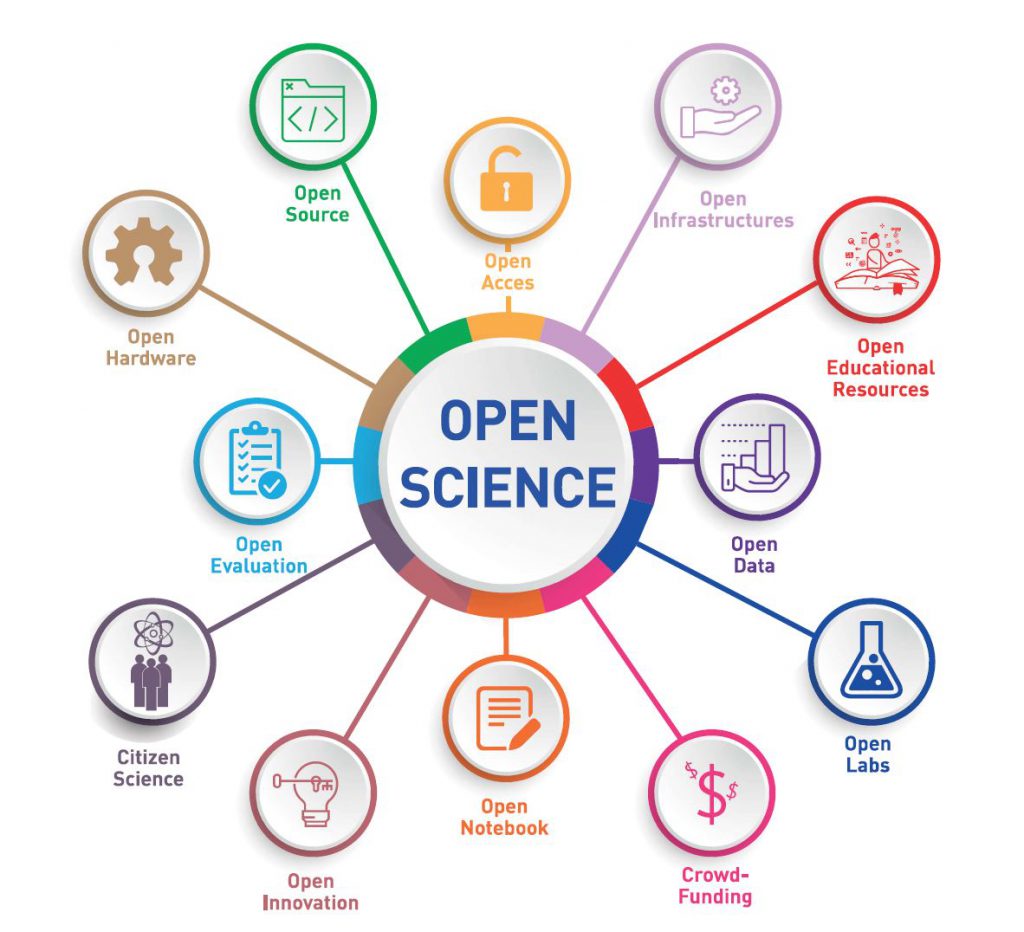 Open
Source
Open
Acces
Open
Infrastructures
Open
Hardware
Open
Educational
Resources
OPEN
SCIENCE
Open
Evaluation
Open
Data
Citizen
Science
Open
Labs
Open
Notebook
Open
Innovation
Crowd-
Funding